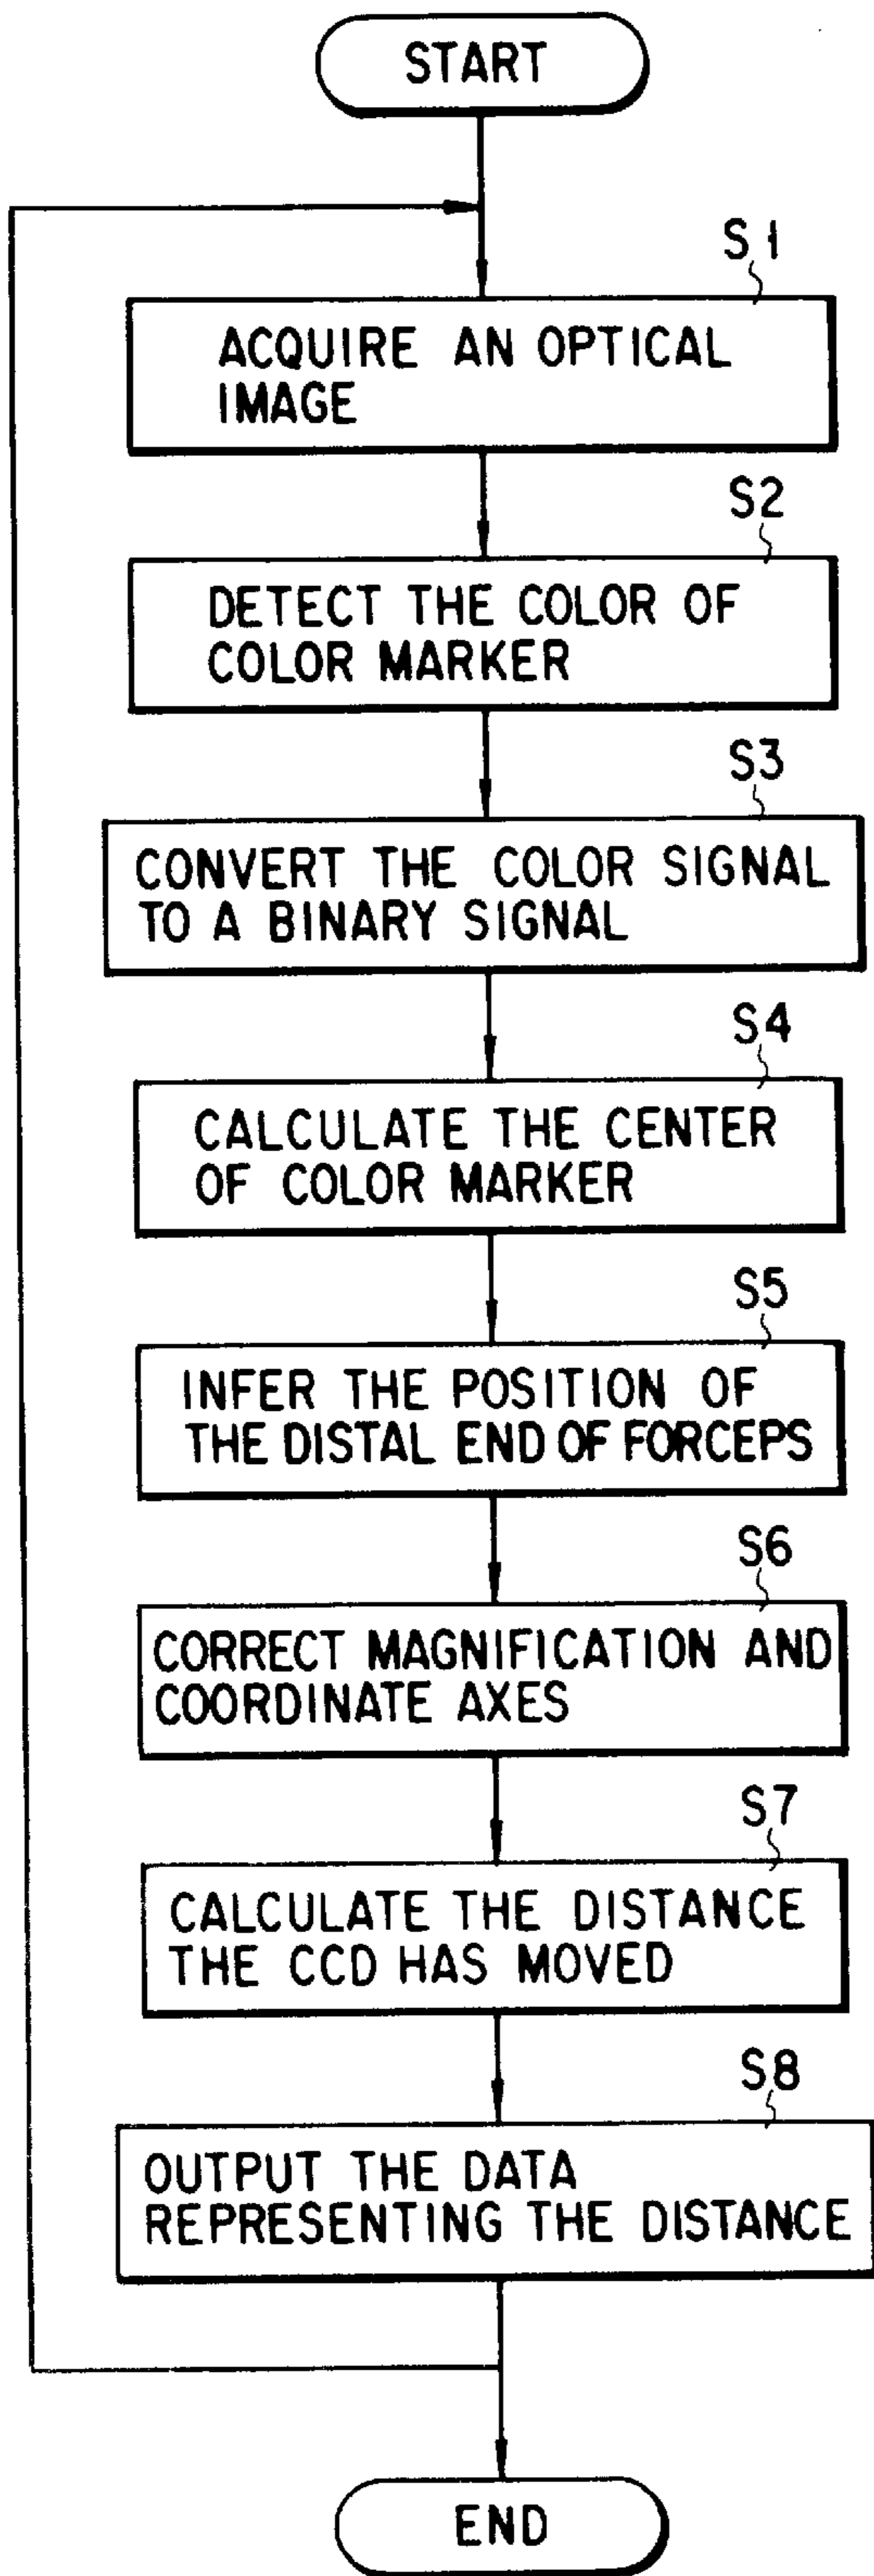 START
S1
ACQUIRE AN OPTICAL
IMAGE
S2
DETECT THE COLOR OF
COLOR MARKER
S3
CONVERT THE COLOR SIGNAL
TO A BINARY SIGNAL
S4
CALCULATE THE CENTER
OF COLOR MARKER
S5
INFER THE POSITION OF
THE DISTAL END OF FORCEPS
S6
CORRECT MAGNIFICATION AND
COORDINATE AXES
S7
CALCULATE THE DISTANCE
THE CCD HAS MOVED
S8
OUTPUT THE DATA
REPRESENTING THE DISTANCE
END